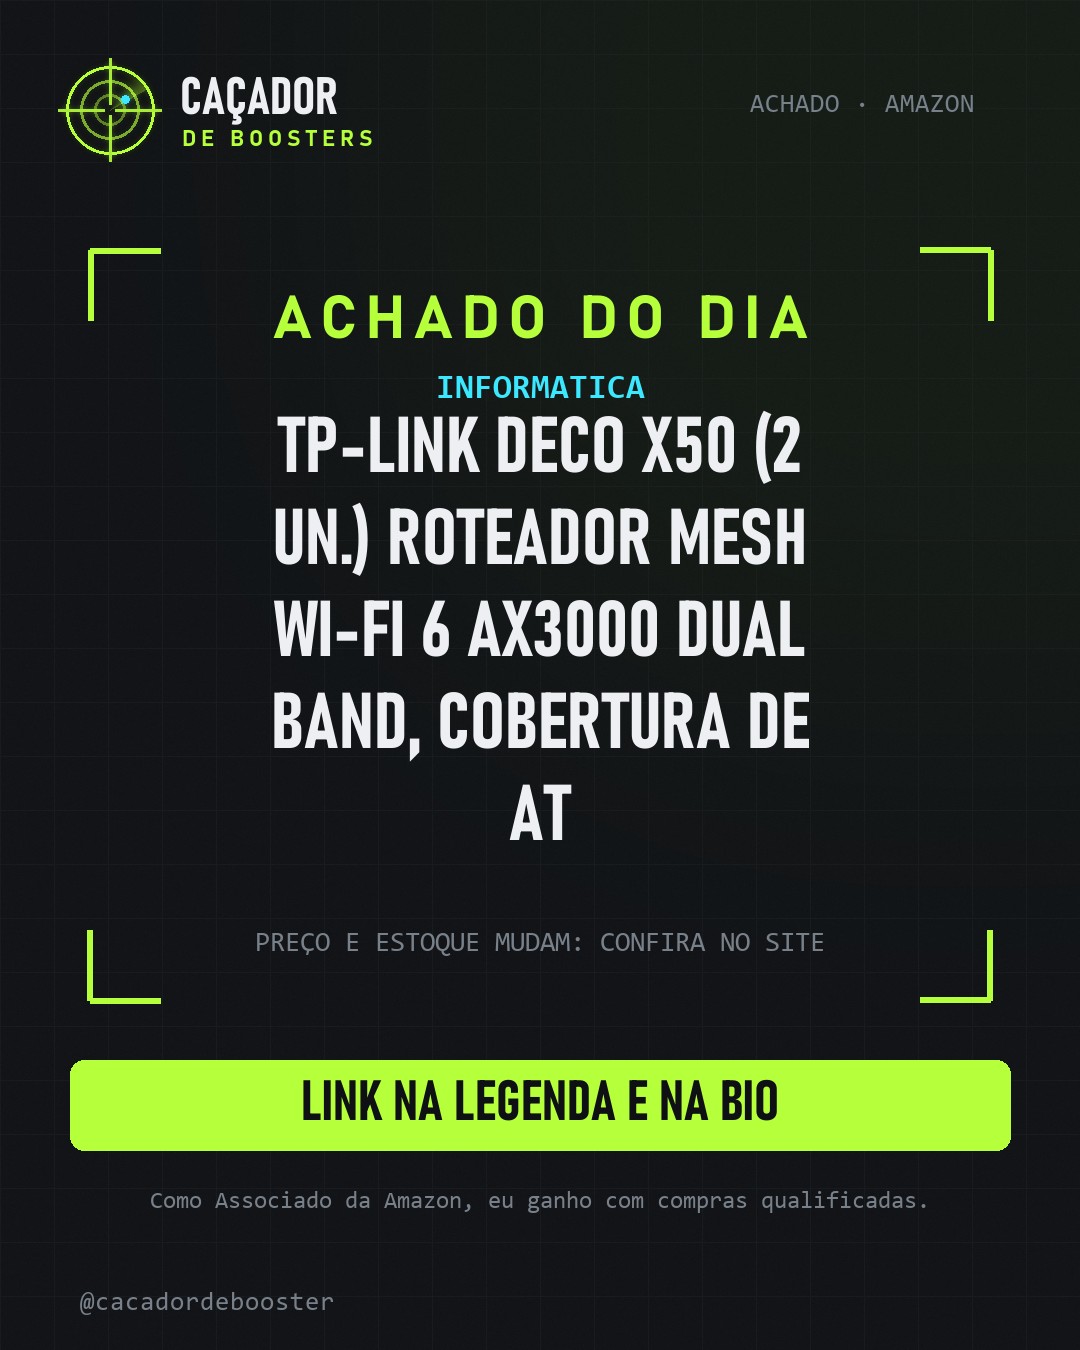 CAÇADOR
DE BOOSTERS
ACHADO · AMAZON
ACHADO DO DIA
INFORMATICA
TP-LINK DECO X50 (2
UN.) ROTEADOR MESH
WI-FI 6 AX3000 DUAL
BAND, COBERTURA DE
AT
PREÇO E ESTOQUE MUDAM: CONFIRA NO SITE
LINK NA LEGENDA E NA BIO
Como Associado da Amazon, eu ganho com compras qualificadas.
@cacadordebooster